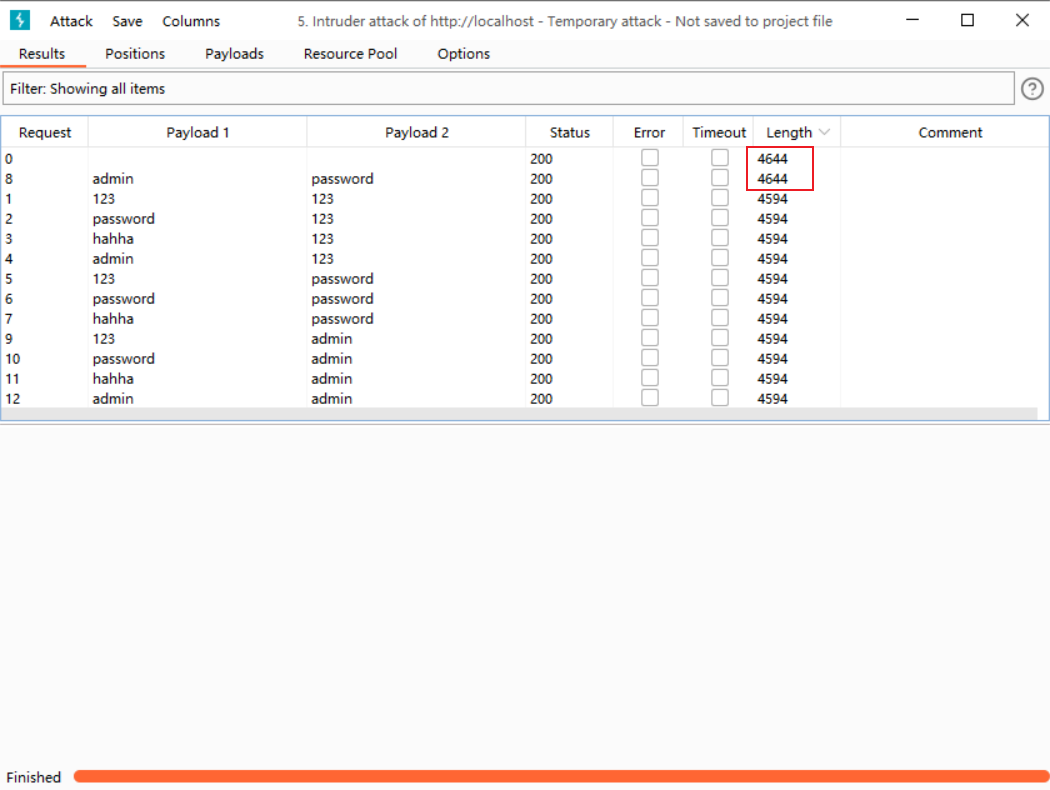 Attack Save Columns 5. Intruder attack of http://localhost - Temporary attack - Not saved to project file
Results Positions Payloads Resource Pool Options
Filter: Showing all items ?
Request Payload 1 Payload 2 Status Error Timeout Length Comment
0 200 4644
8 admin password 200 4644
1 123 123 200 4594
2 password 123 200 4594
3 hahha 123 200 4594
4 admin 123 200 4594
5 123 password 200 4594
6 password password 200 4594
7 hahha password 200 4594
9 123 admin 200 4594
10 password admin 200 4594
11 hahha admin 200 4594
12 admin admin 200 4594
Finished